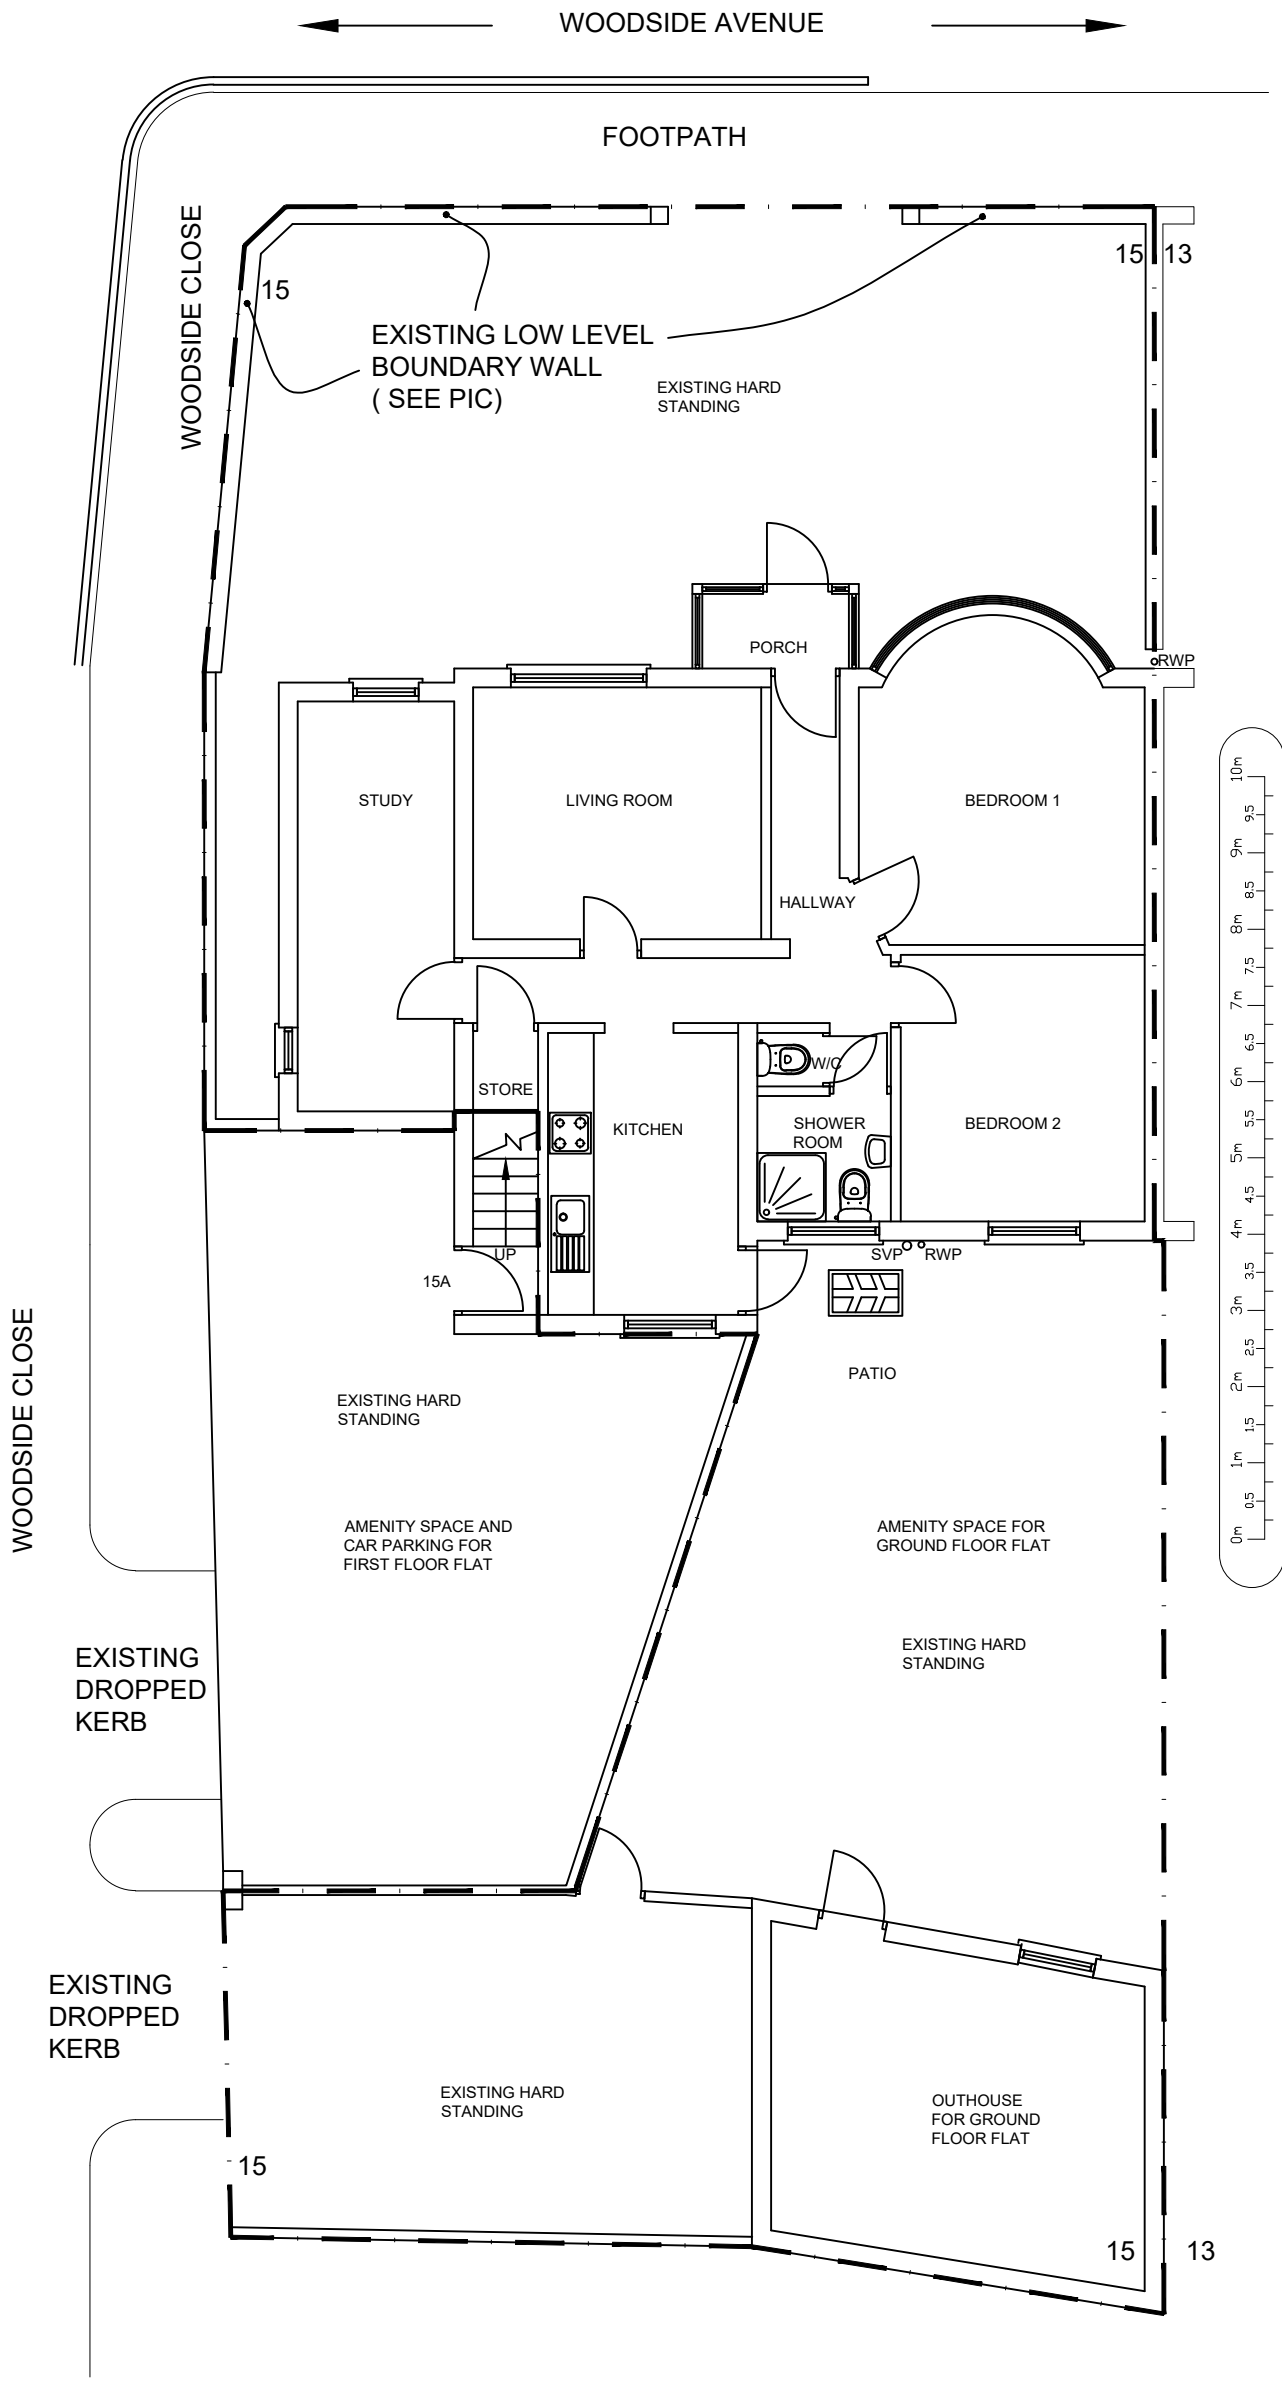 WOODSIDE AVENUE
FOOTPATH
WOODSIDE CLOSE
15
15
13
EXISTING LOW LEVEL
BOUNDARY WALL
( SEE PIC)
EXISTING HARD
STANDING
PORCH
RWP
STUDY
LIVING ROOM
BEDROOM 1
HALLWAY
STORE
KITCHEN
W/C
SHOWER
ROOM
BEDROOM 2
UP
15A
SVP
RWP
PATIO
10m
9.5
9m
8.5
8m
7.5
7m
6.5
6m
5.5
5m
4.5
4m
3.5
3m
2.5
2m
1.5
1m
0.5
0m
WOODSIDE CLOSE
EXISTING HARD
STANDING
AMENITY SPACE AND
CAR PARKING FOR
FIRST FLOOR FLAT
AMENITY SPACE FOR
GROUND FLOOR FLAT
EXISTING HARD
STANDING
EXISTING
DROPPED
KERB
EXISTING
DROPPED
KERB
EXISTING HARD
STANDING
OUTHOUSE
FOR GROUND
FLOOR FLAT
15
15
13